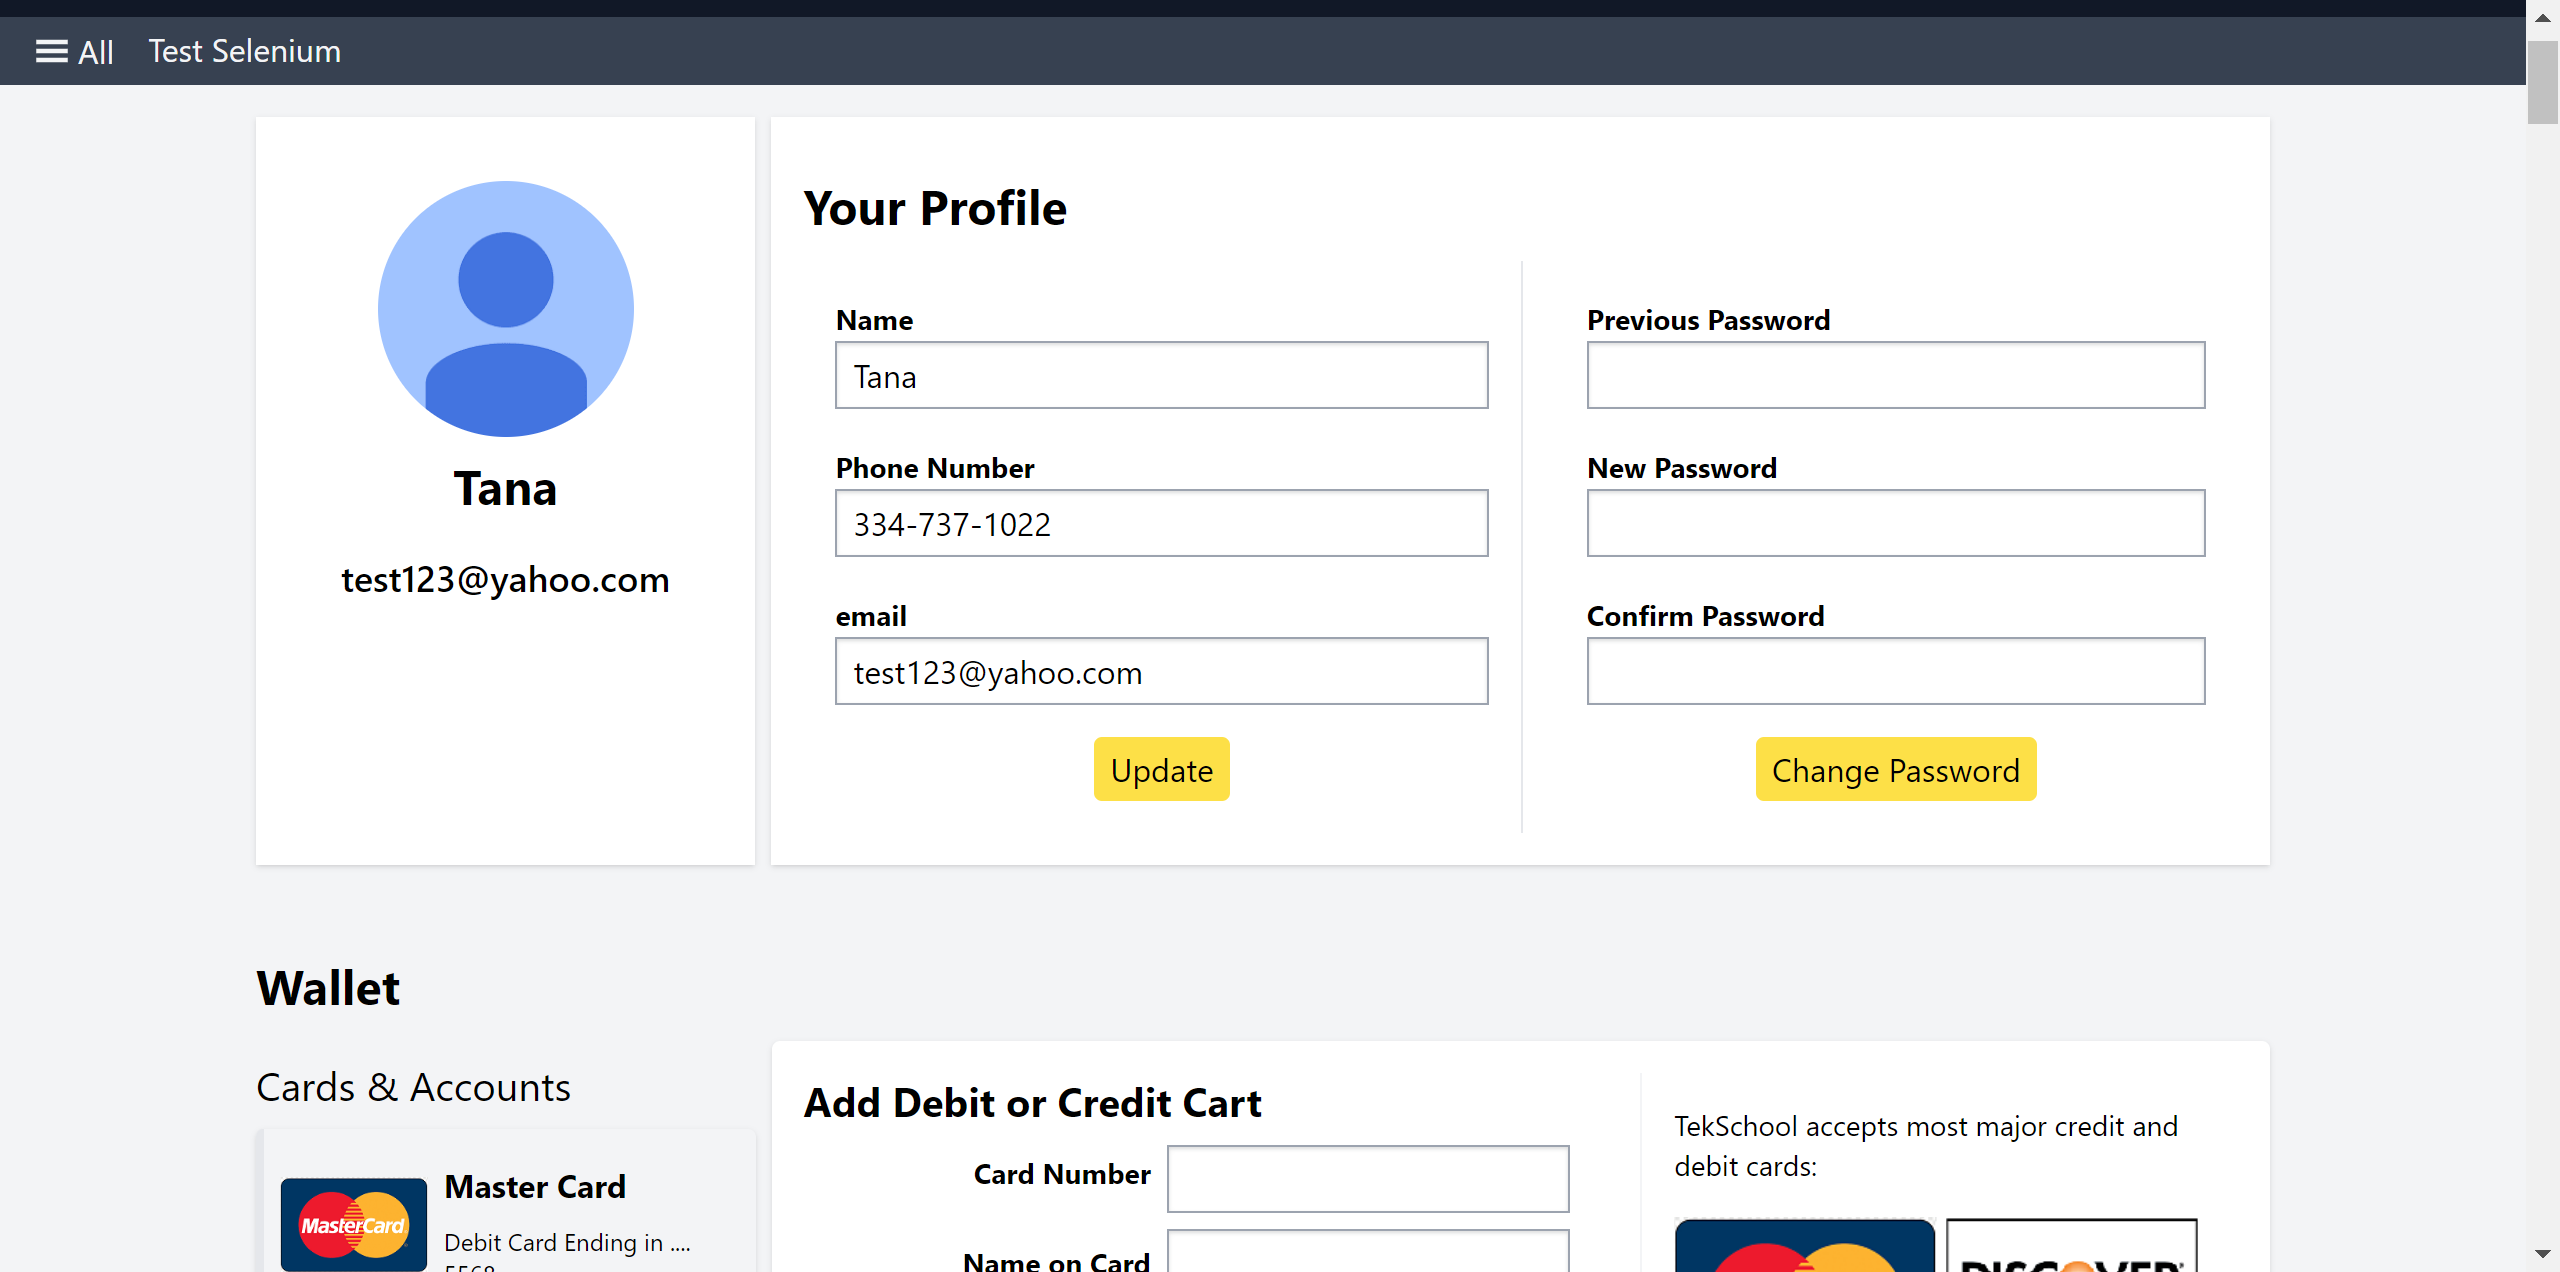 All Test Selenium
Tana
test123@yahoo.com
Your Profile
Name
Tana
Phone Number
334-737-1022
email
test123@yahoo.com
Update
Previous Password
New Password
Confirm Password
Change Password
Wallet
Cards & Accounts
MasterCard
Master Card
Debit Card Ending in ....
5568
Add Debit or Credit Cart
Card Number
Name on Card
TekSchool accepts most major credit and
debit cards:
DISCOVER